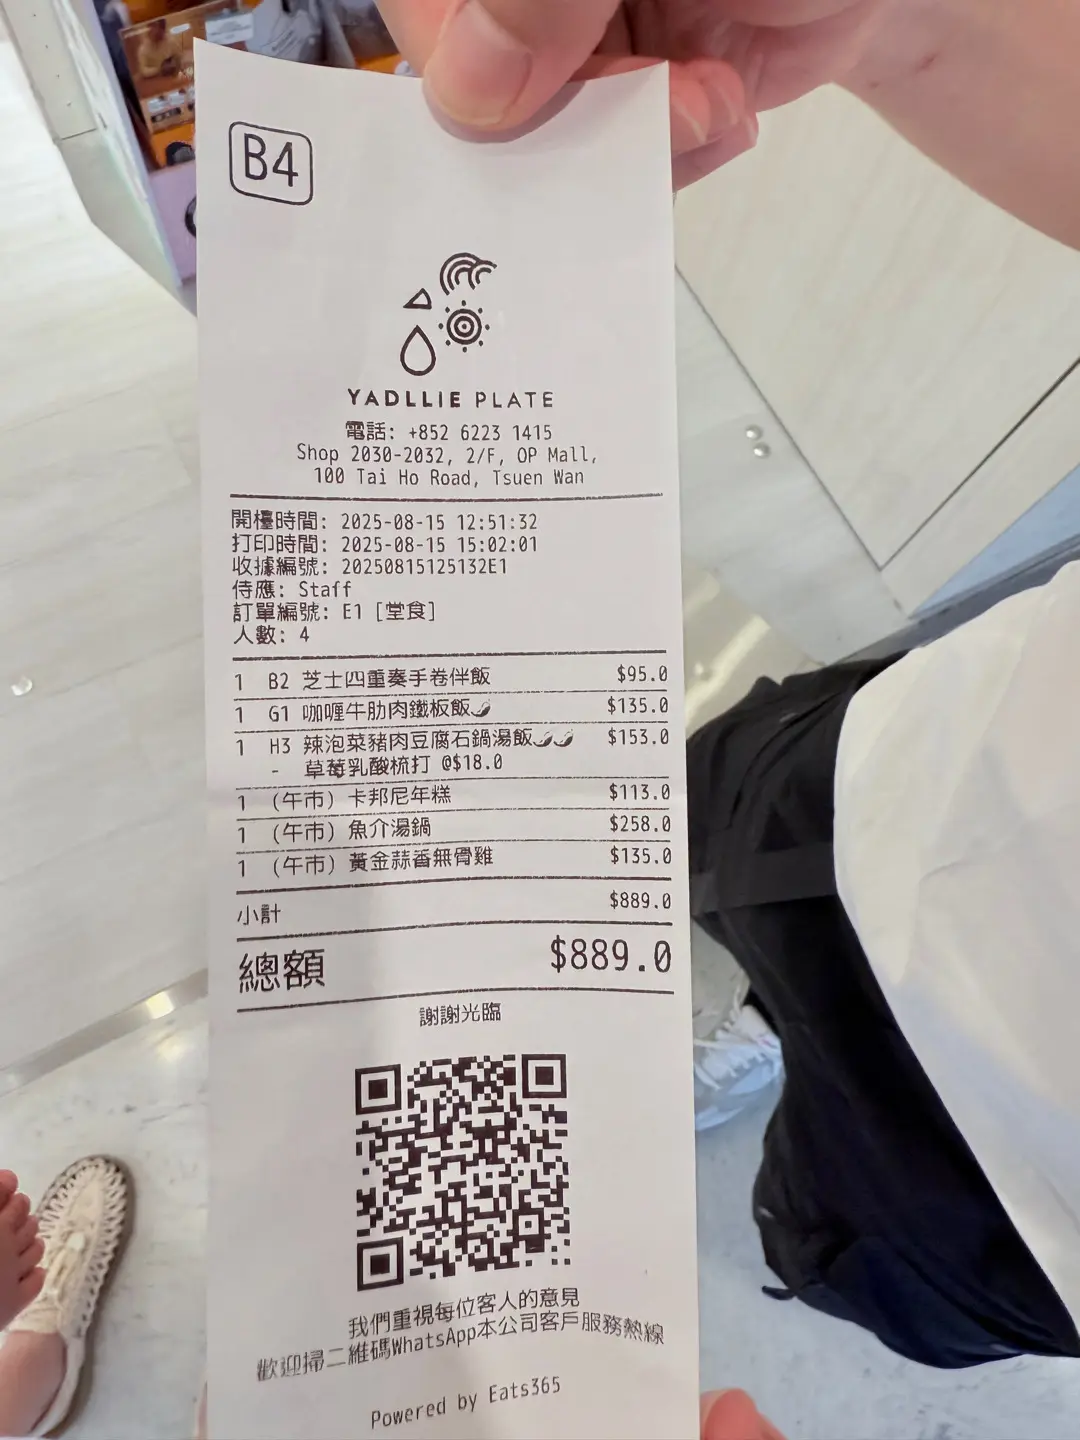 B4
YADLLIE PLATE
電話: +852 6223 1415
Shop 2030-2032, 2/F, OP Mall,
100 Tai Ho Road, Tsuen Wan
開檯時間: 2025-08-15 12:51:32
打印時間: 2025-08-15 15:02:01
收據編號: 20250815125132E1
侍應: Staff
訂單編號: E1 [堂食]
人數: 4
1 B2 芝士四重奏手卷伴飯 $95.0
1 G1 咖喱牛肋肉鐵板飯🌶 $135.0
1 H3 辣泡菜豬肉豆腐石鍋湯飯🌶🌶 $153.0
- 草莓乳酸梳打 @$18.0
1 (午市) 卡邦尼年糕 $113.0
1 (午市) 魚介湯鍋 $258.0
1 (午市) 黃金蒜香無骨雞 $135.0
小計 $889.0
總額 $889.0
謝謝光臨
我們重視每位客人的意見
歡迎掃二維碼WhatsApp本公司客戶服務熱線
Powered by Eats365